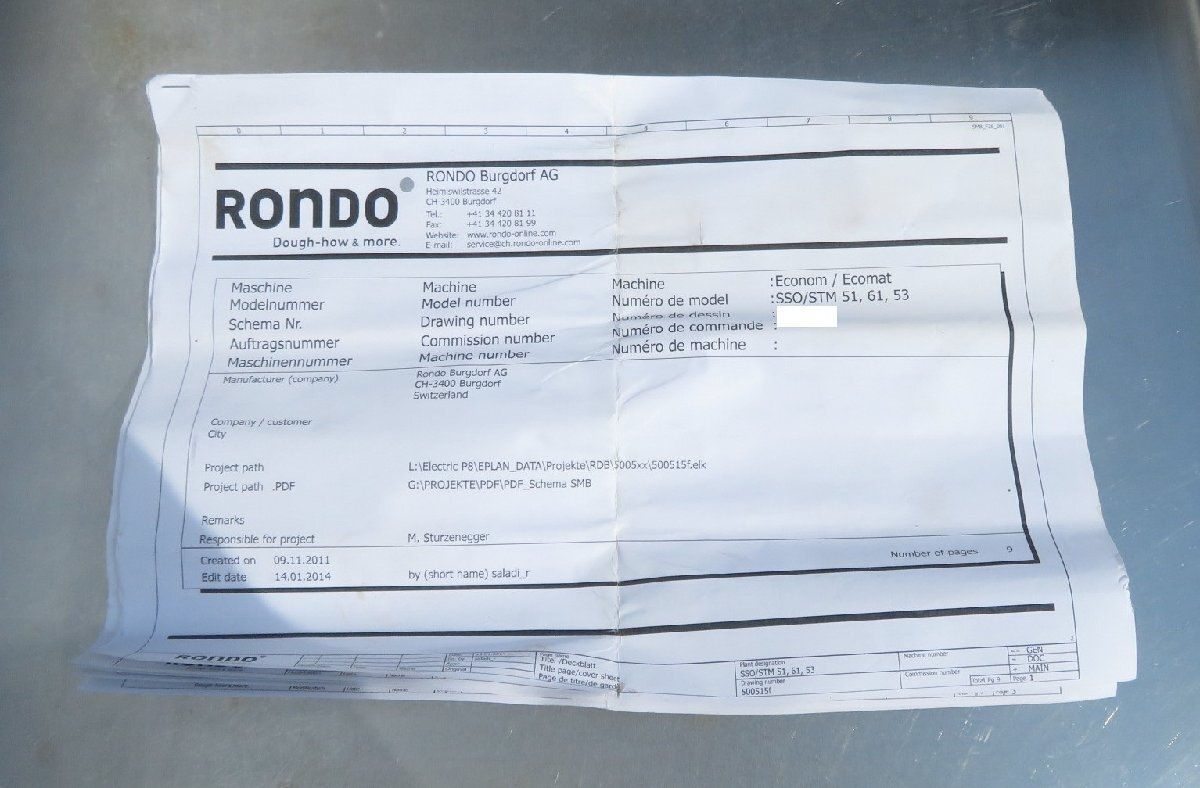 0 1 2 3 4 5 6 7 8 9
RONDO
Dough-how & more.
RONDO Burgdorf AG
Heimiswilstrasse 42
CH-3400 Burgdorf
Tel.: +41 34 420 81 11
Fax: +41 34 420 81 99
Website: www.rondo-online.com
E-mail: service@ch.rondo-online.com
Maschine Machine Machine :Econom / Ecomat
Modelnummer Model number Numéro de model :SSO/STM 51, 61, 53
Schema Nr. Drawing number Numéro de dessin :
Auftragsnummer Commission number Numéro de commande :
Maschinennummer Machine number Numéro de machine :
Manufacturer (company) Rondo Burgdorf AG
CH-3400 Burgdorf
Switzerland
Company / customer
City
Project path L:\Electric P8\EPLAN_DATA\Projekte\RDB\5005xx\500515f.elk
Project path .PDF G:\PROJEKTE\PDF\PDF_Schema SMB
Remarks
Responsible for project M. Sturzenegger
Created on 09.11.2011 Number of pages 9
Edit date 14.01.2014 by (short name) saladi_r
RONDO
Titel /Deckblatt
Title page/cover sheet
Page de titre/de
Plant designation
SSO/STM 51, 61, 53
Drawing number
500515f
Machine number
Commission number
GEN
DOC
+ MAIN
Page 1